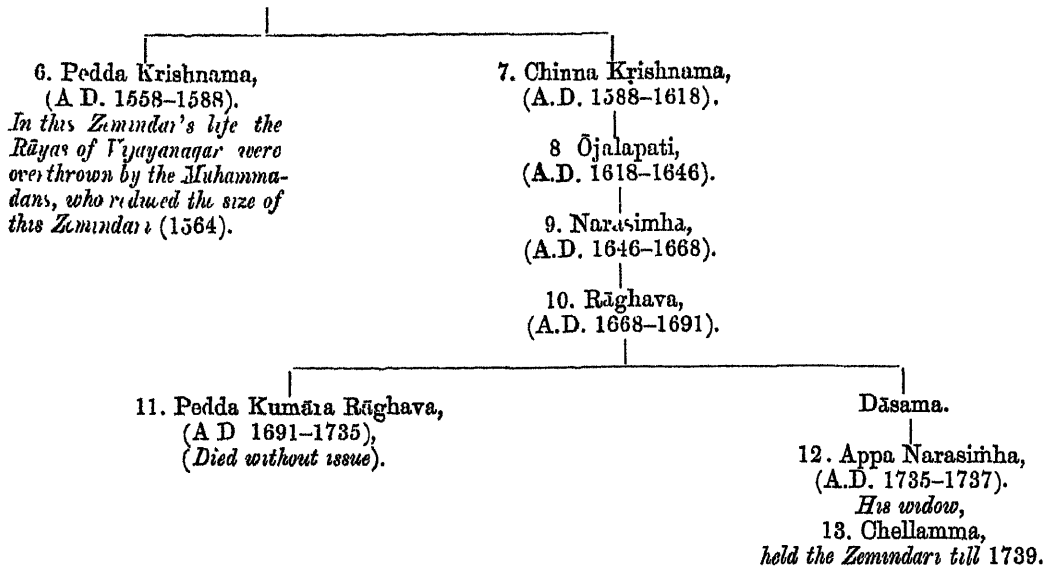 6. Pedda Krishnama,
(A D. 1558–1588).
In this Zemindar's life the
Rāyas of Vijayanagar were
overthrown by the Muhamma-
dans, who reduced the size of
this Zemindari (1564).
7. Chinna Kṛishnama,
(A.D. 1588–1618).
8 Ōjalapati,
(A.D. 1618–1646).
9. Narasimha,
(A.D. 1646–1668).
10. Rāghava,
(A.D. 1668–1691).
11. Pedda Kumāra Rāghava,
(A D 1691–1735),
(Died without issue).
Dāsama.
12. Appa Narasiṁha,
(A.D. 1735–1737).
His widow,
13. Chellamma,
held the Zemindari till 1739.